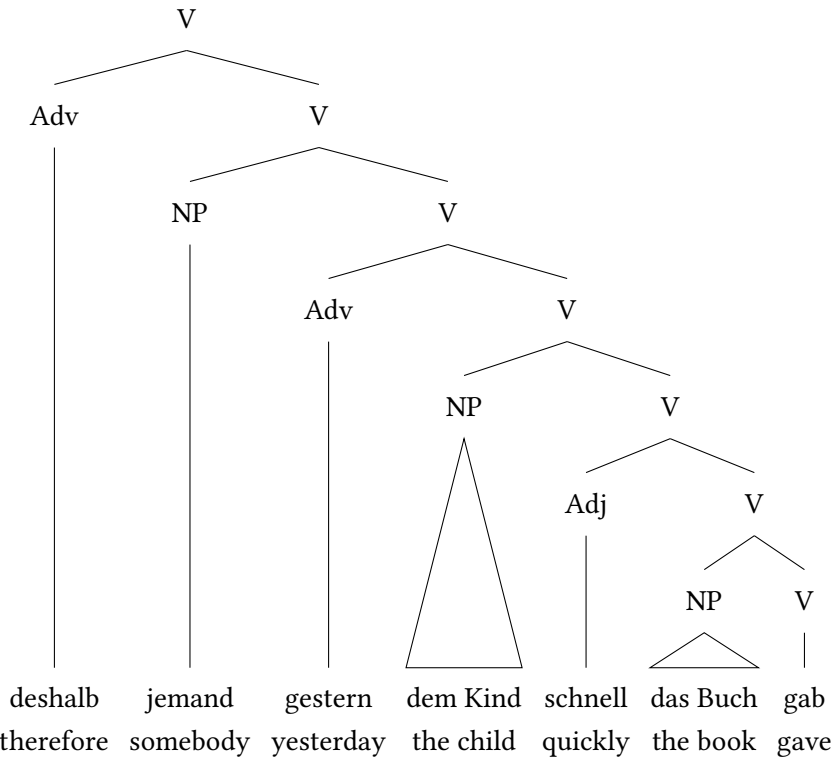 V
Adv V
NP V
Adv V
NP V
Adj V
NP V
deshalb jemand gestern dem Kind schnell das Buch gab
therefore somebody yesterday the child quickly the book gave